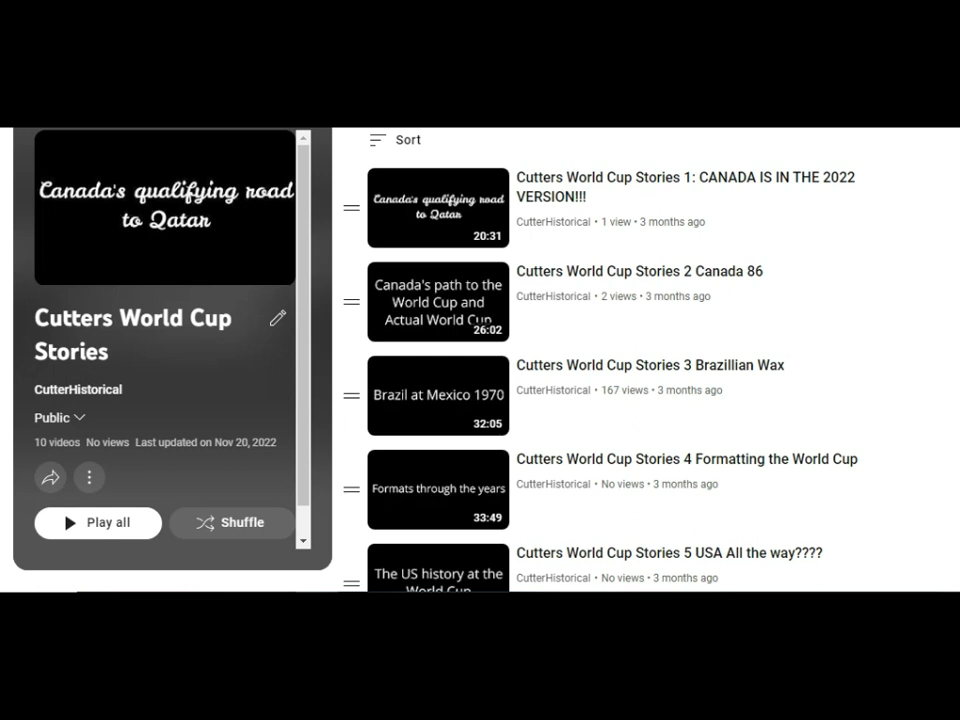 Canada's qualifying road
to Qatar
Cutters World Cup
Stories
CutterHistorical
Public
10 videos No views Last updated on Nov 20, 2022
Play all
Shuffle
Sort
Canada's qualifying road
to Qatar
20:31
Cutters World Cup Stories 1: CANADA IS IN THE 2022
VERSION!!!
CutterHistorical • 1 view • 3 months ago
Canada's path to the
World Cup and
Actual World Cup
26:02
Cutters World Cup Stories 2 Canada 86
CutterHistorical • 2 views • 3 months ago
Brazil at Mexico 1970
32:05
Cutters World Cup Stories 3 Brazillian Wax
CutterHistorical • 167 views • 3 months ago
Formats through the years
33:49
Cutters World Cup Stories 4 Formatting the World Cup
CutterHistorical • No views • 3 months ago
The US history at the
World Cup
Cutters World Cup Stories 5 USA All the way????
CutterHistorical • No views • 3 months ago